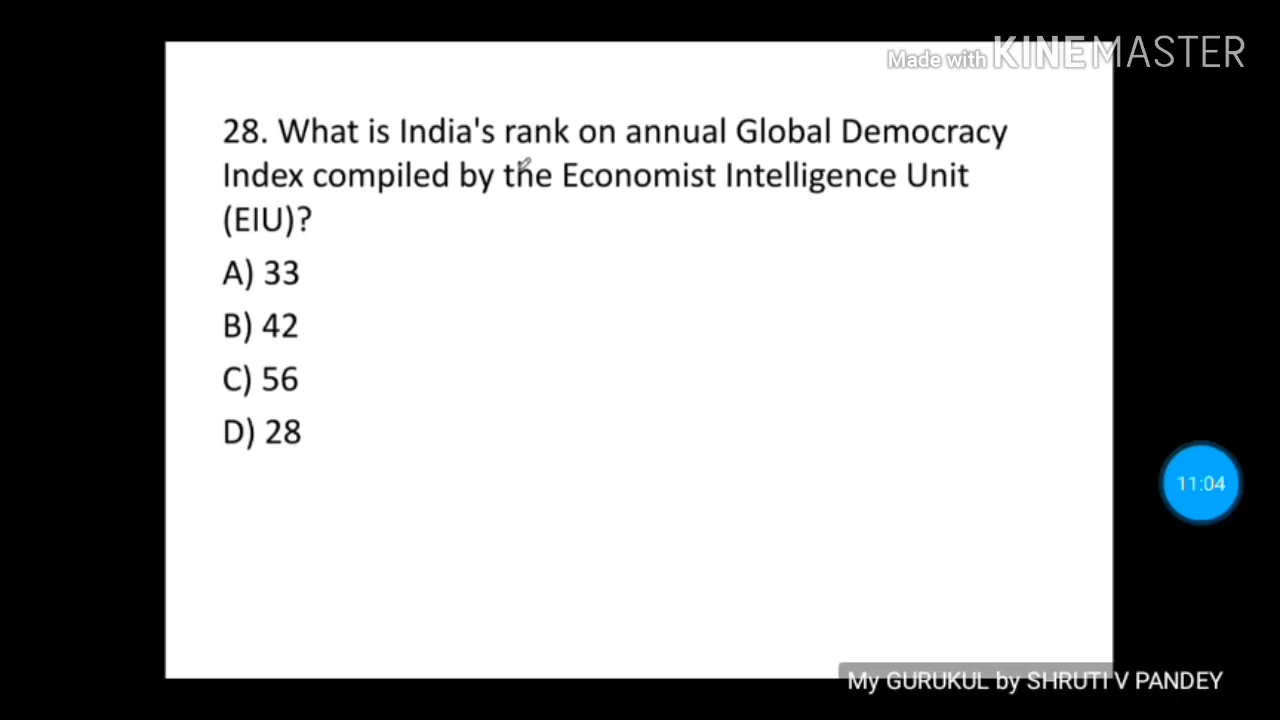 Made with KINEMASTER
28. What is India's rank on annual Global Democracy
Index compiled by the Economist Intelligence Unit
(EIU)?
A) 33
B) 42
C) 56
D) 28
11:04
My GURUKUL by SHRUTI V PANDEY